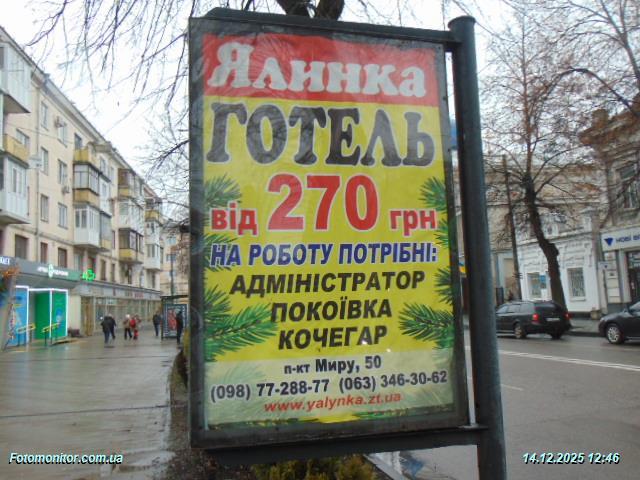 Ялинка
ГОТЕЛЬ
від 270 грн
НА РОБОТУ ПОТРІБНІ:
АДМІНІСТРАТОР
ПОКОЇВКА
КОЧЕГАР
п-кт Миру, 50
(098) 77-288-77 (063) 346-30-62
www.yalynka.zt.ua
Fotomonitor.com.ua
14.12.2025 12:46